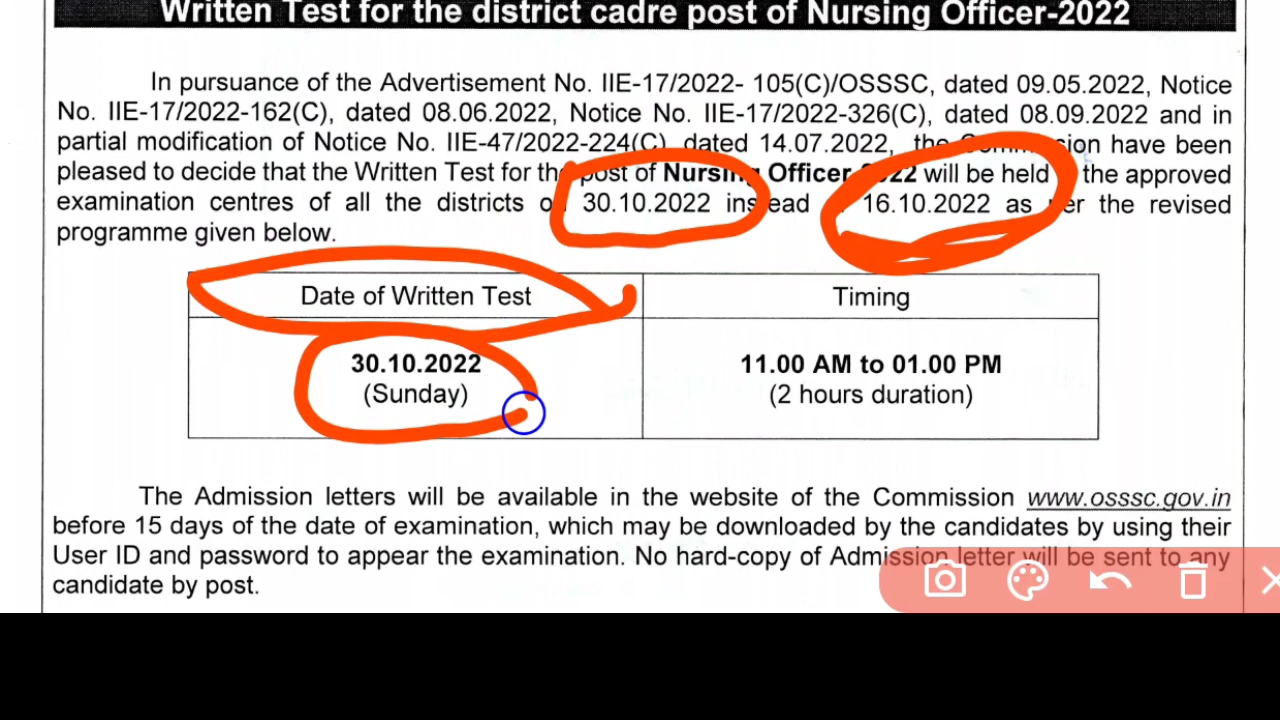 Written Test for the district cadre post of Nursing Officer-2022
In pursuance of the Advertisement No. IIE-17/2022- 105(C)/OSSSC, dated 09.05.2022, Notice
No. IIE-17/2022-162(C), dated 08.06.2022, Notice No. IIE-17/2022-326(C), dated 08.09.2022 and in
partial modification of Notice No. IIE-47/2022-224(C), dated 14.07.2022, the Commission have been
pleased to decide that the Written Test for the post of Nursing Officer-2022 will be held the approved
examination centres of all the districts on 30.10.2022 instead 16.10.2022 as per the revised
programme given below.
Date of Written Test Timing
30.10.2022 11.00 AM to 01.00 PM
(Sunday) (2 hours duration)
The Admission letters will be available in the website of the Commission www.osssc.gov.in
before 15 days of the date of examination, which may be downloaded by the candidates by using their
User ID and password to appear the examination. No hard-copy of Admission letter will be sent to any
candidate by post.